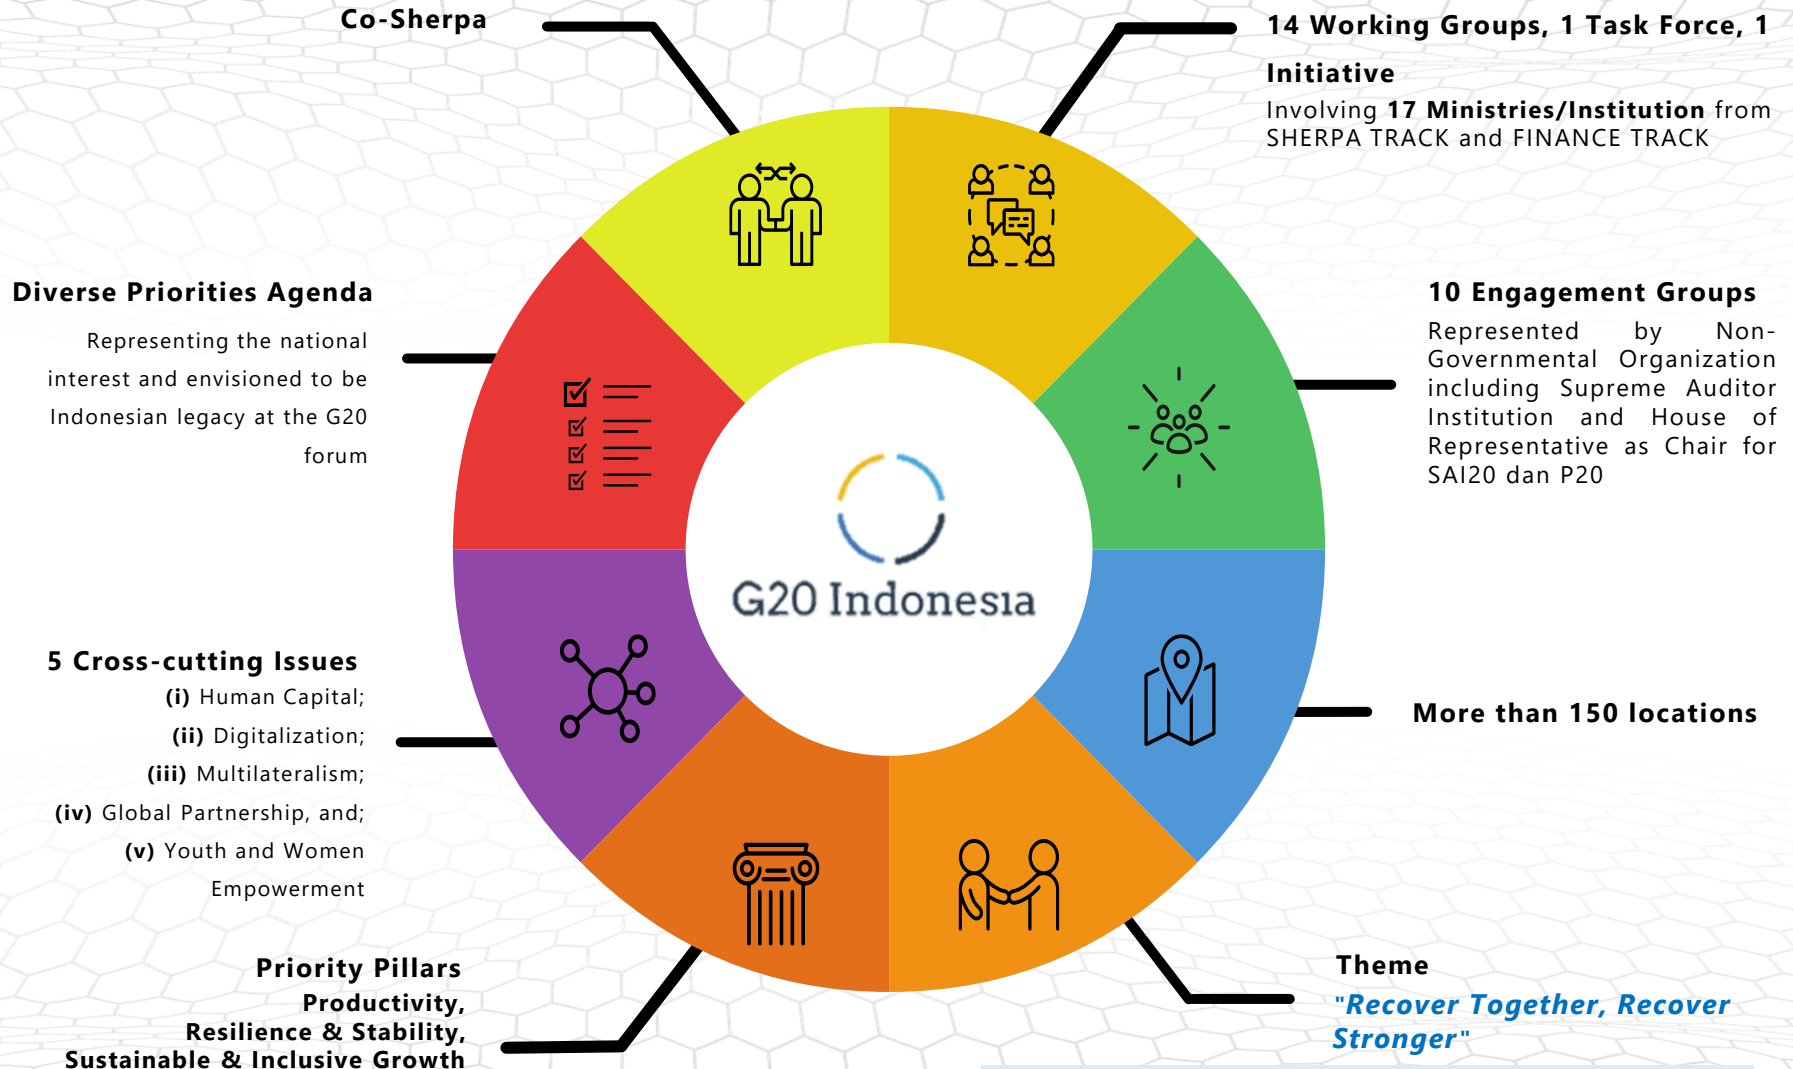 Co-Sherpa
14 Working Groups, 1 Task Force, 1
Initiative
Involving 17 Ministries/Institution from
SHERPA TRACK and FINANCE TRACK
Diverse Priorities Agenda
Representing the national
interest and envisioned to be
Indonesian legacy at the G20
forum
10 Engagement Groups
Represented by Non-
Governmental Organization
including Supreme Auditor
Institution and House of
Representative as Chair for
SAI20 dan P20
G20 Indonesia
5 Cross-cutting Issues
(i) Human Capital;
(ii) Digitalization;
(iii) Multilateralism;
(iv) Global Partnership, and;
(v) Youth and Women
Empowerment
More than 150 locations
Priority Pillars
Productivity,
Resilience & Stability,
Sustainable & Inclusive Growth
Theme
"Recover Together, Recover
Stronger"